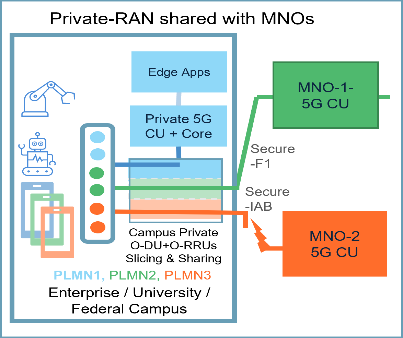 Private-RAN shared with MNOs
Edge Apps
Private 5G
CU + Core
MNO-1-
5G CU
Secure
-F1
Secure
-IAB
MNO-2
5G CU
Campus Private
O-DU+O-RRUs
Slicing & Sharing
PLMN1, PLMN2, PLMN3
Enterprise / University /
Federal Campus